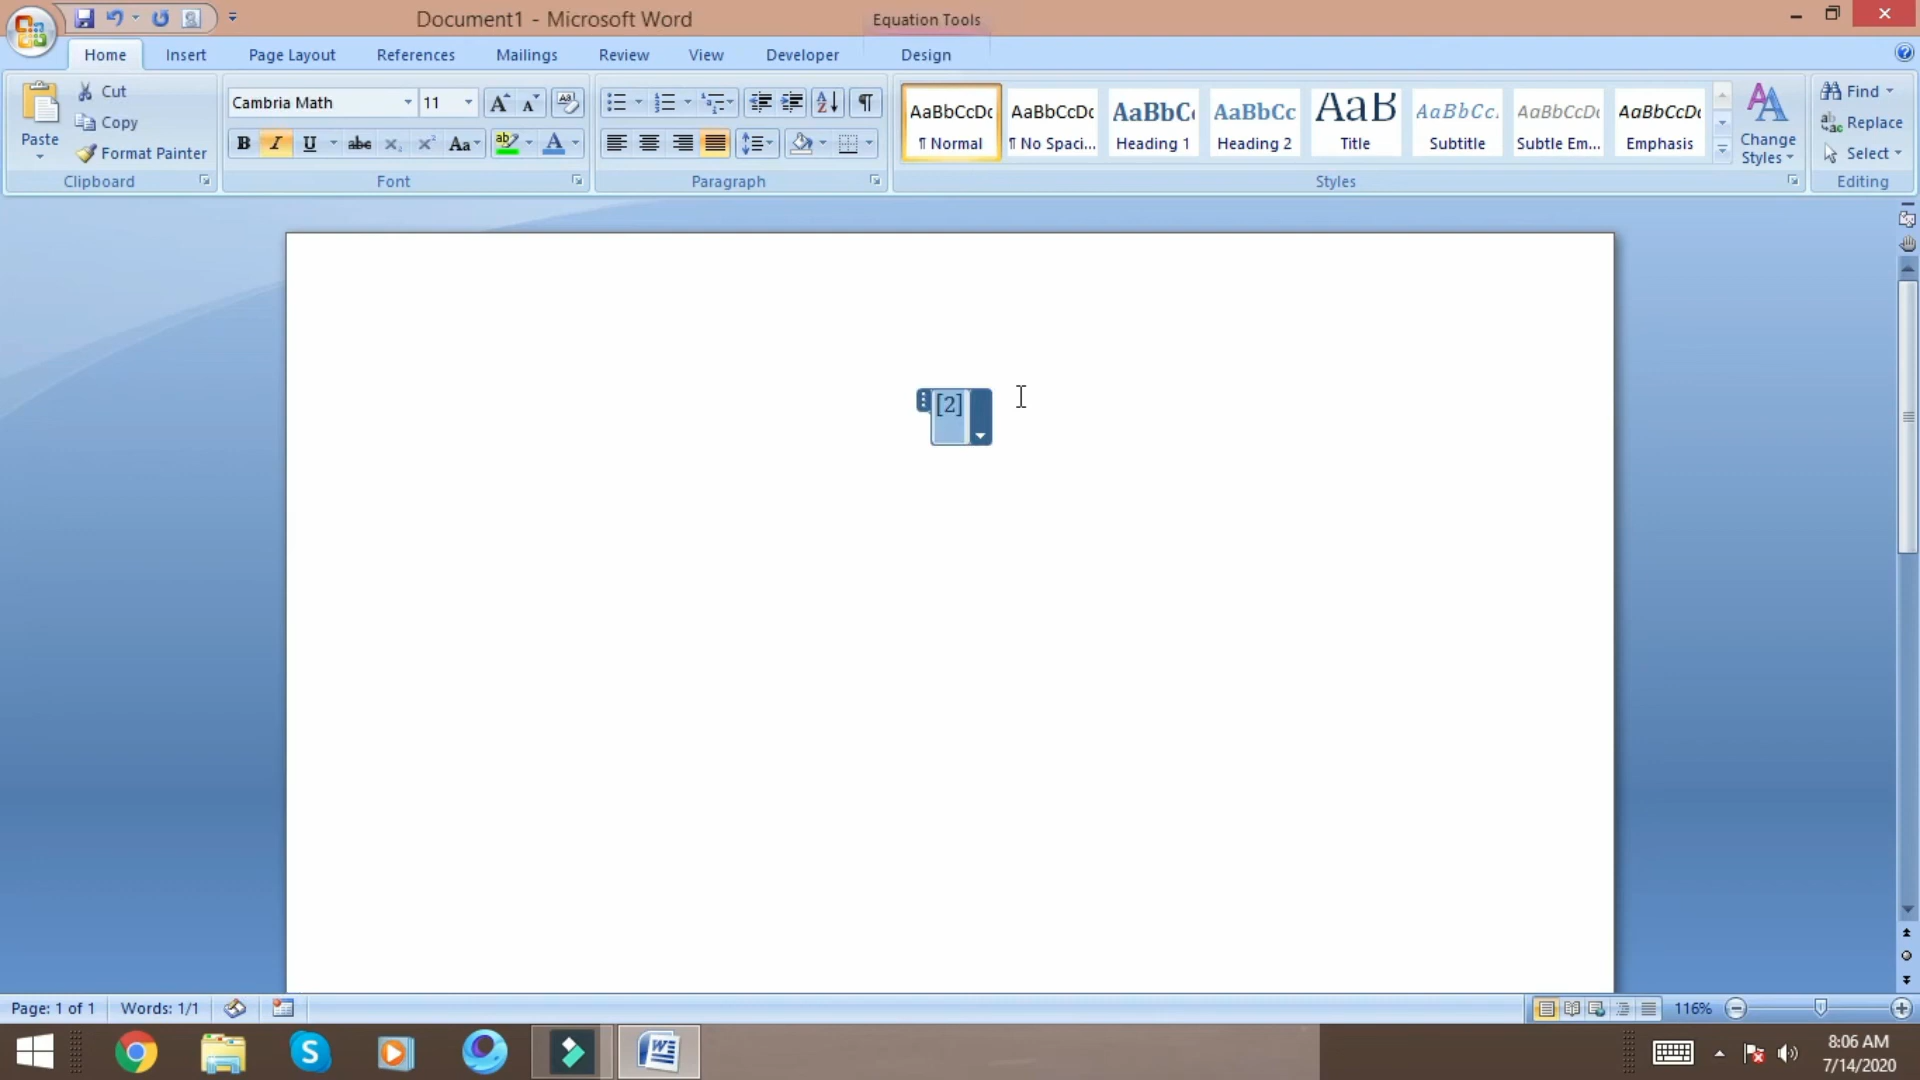 Document1 - Microsoft Word
Equation Tools
Home Insert Page Layout References Mailings Review View Developer Design
Paste
Cut
Copy
Format Painter
Clipboard
Cambria Math 11
B I U abc Aa
Font
Paragraph
AaBbCcDc AaBbCcDc AaBbC AaBbCc AaB AaBbCc. AaBbCcDc AaBbCcDc
¶ Normal ¶ No Spaci... Heading 1 Heading 2 Title Subtitle Subtle Em... Emphasis
Change
Styles
Styles
Find
Replace
Select
Editing
[2]
Page: 1 of 1 Words: 1/1
116%
8:06 AM
7/14/2020